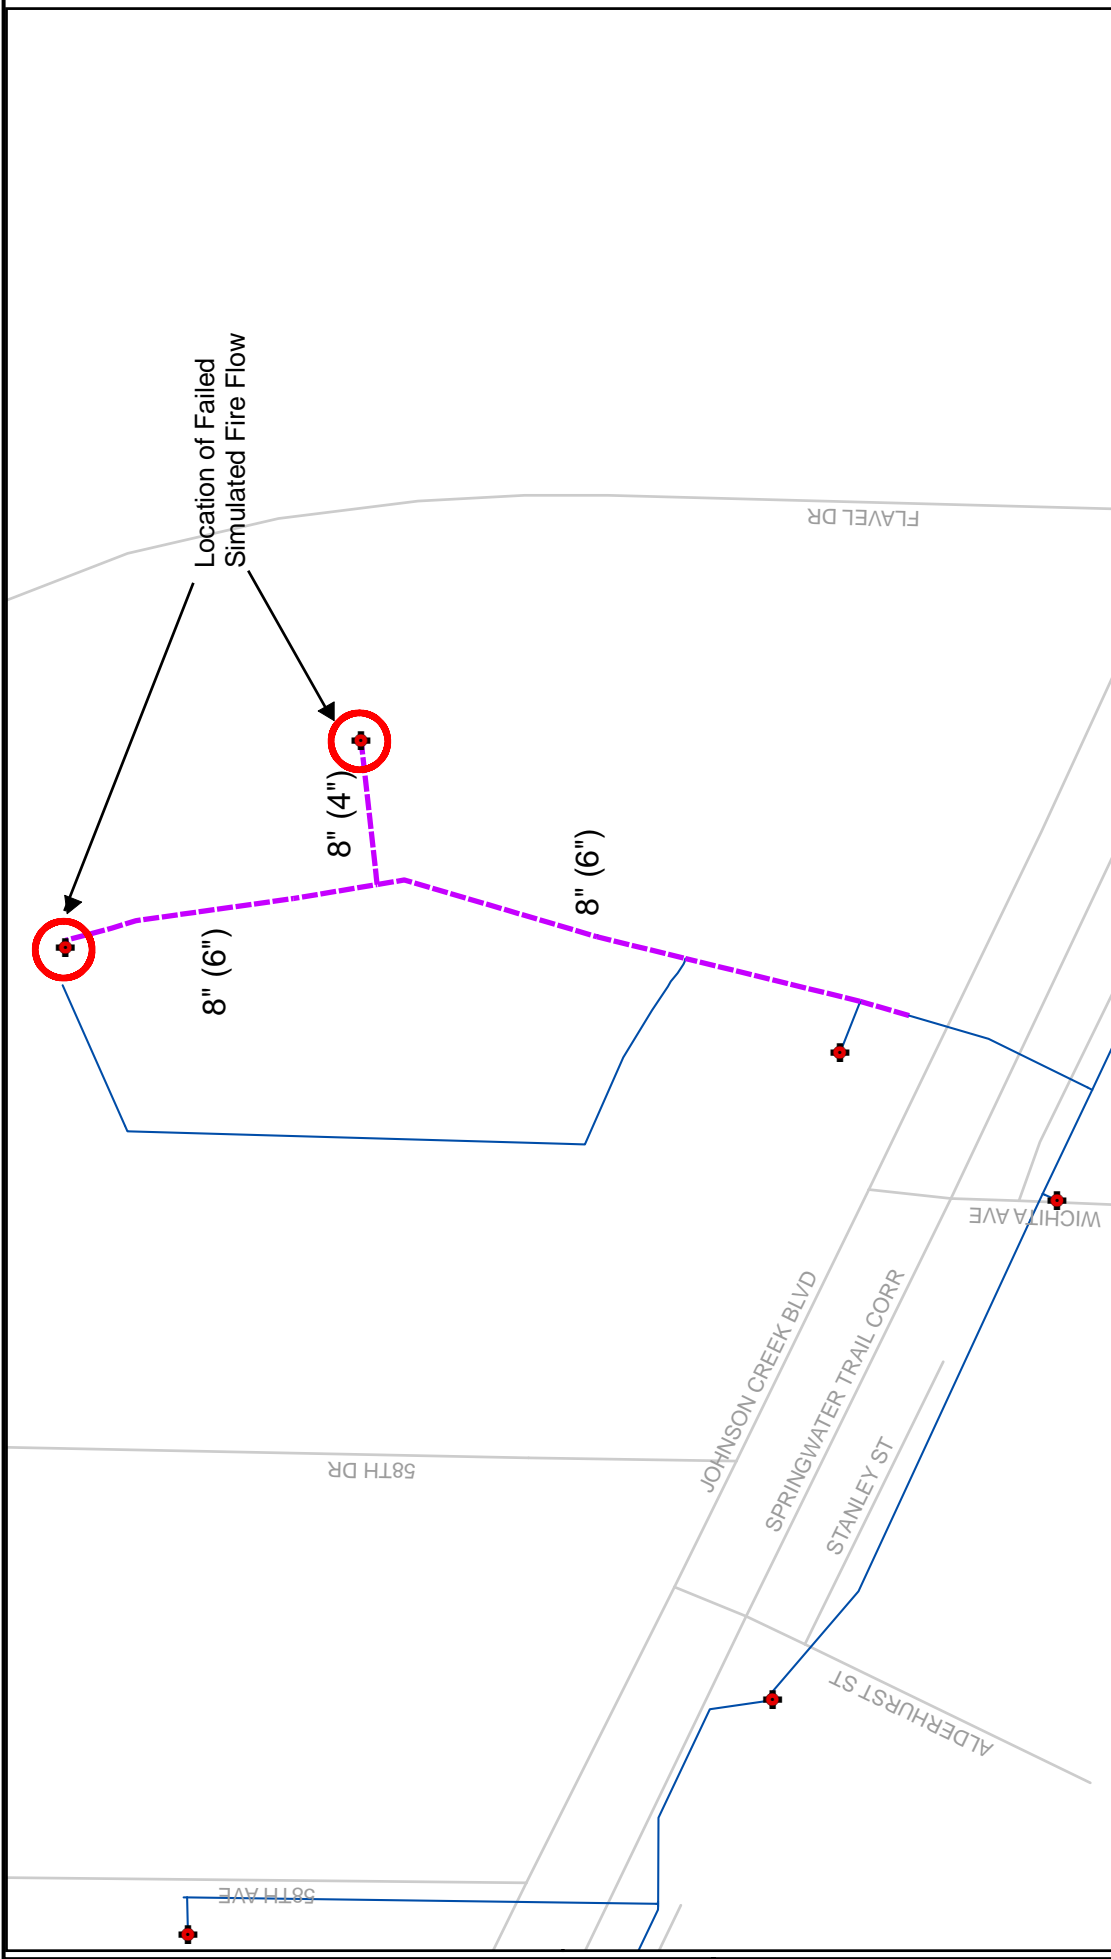 Location of Failed
Simulated Fire Flow
FLAVEL DR
8" (4")
8" (6")
8" (6")
WICHITA AVE
JOHNSON CREEK BLVD
SPRINGWATER TRAIL CORR
STANLEY ST
58TH DR
ALDERHURST ST
58TH AVE